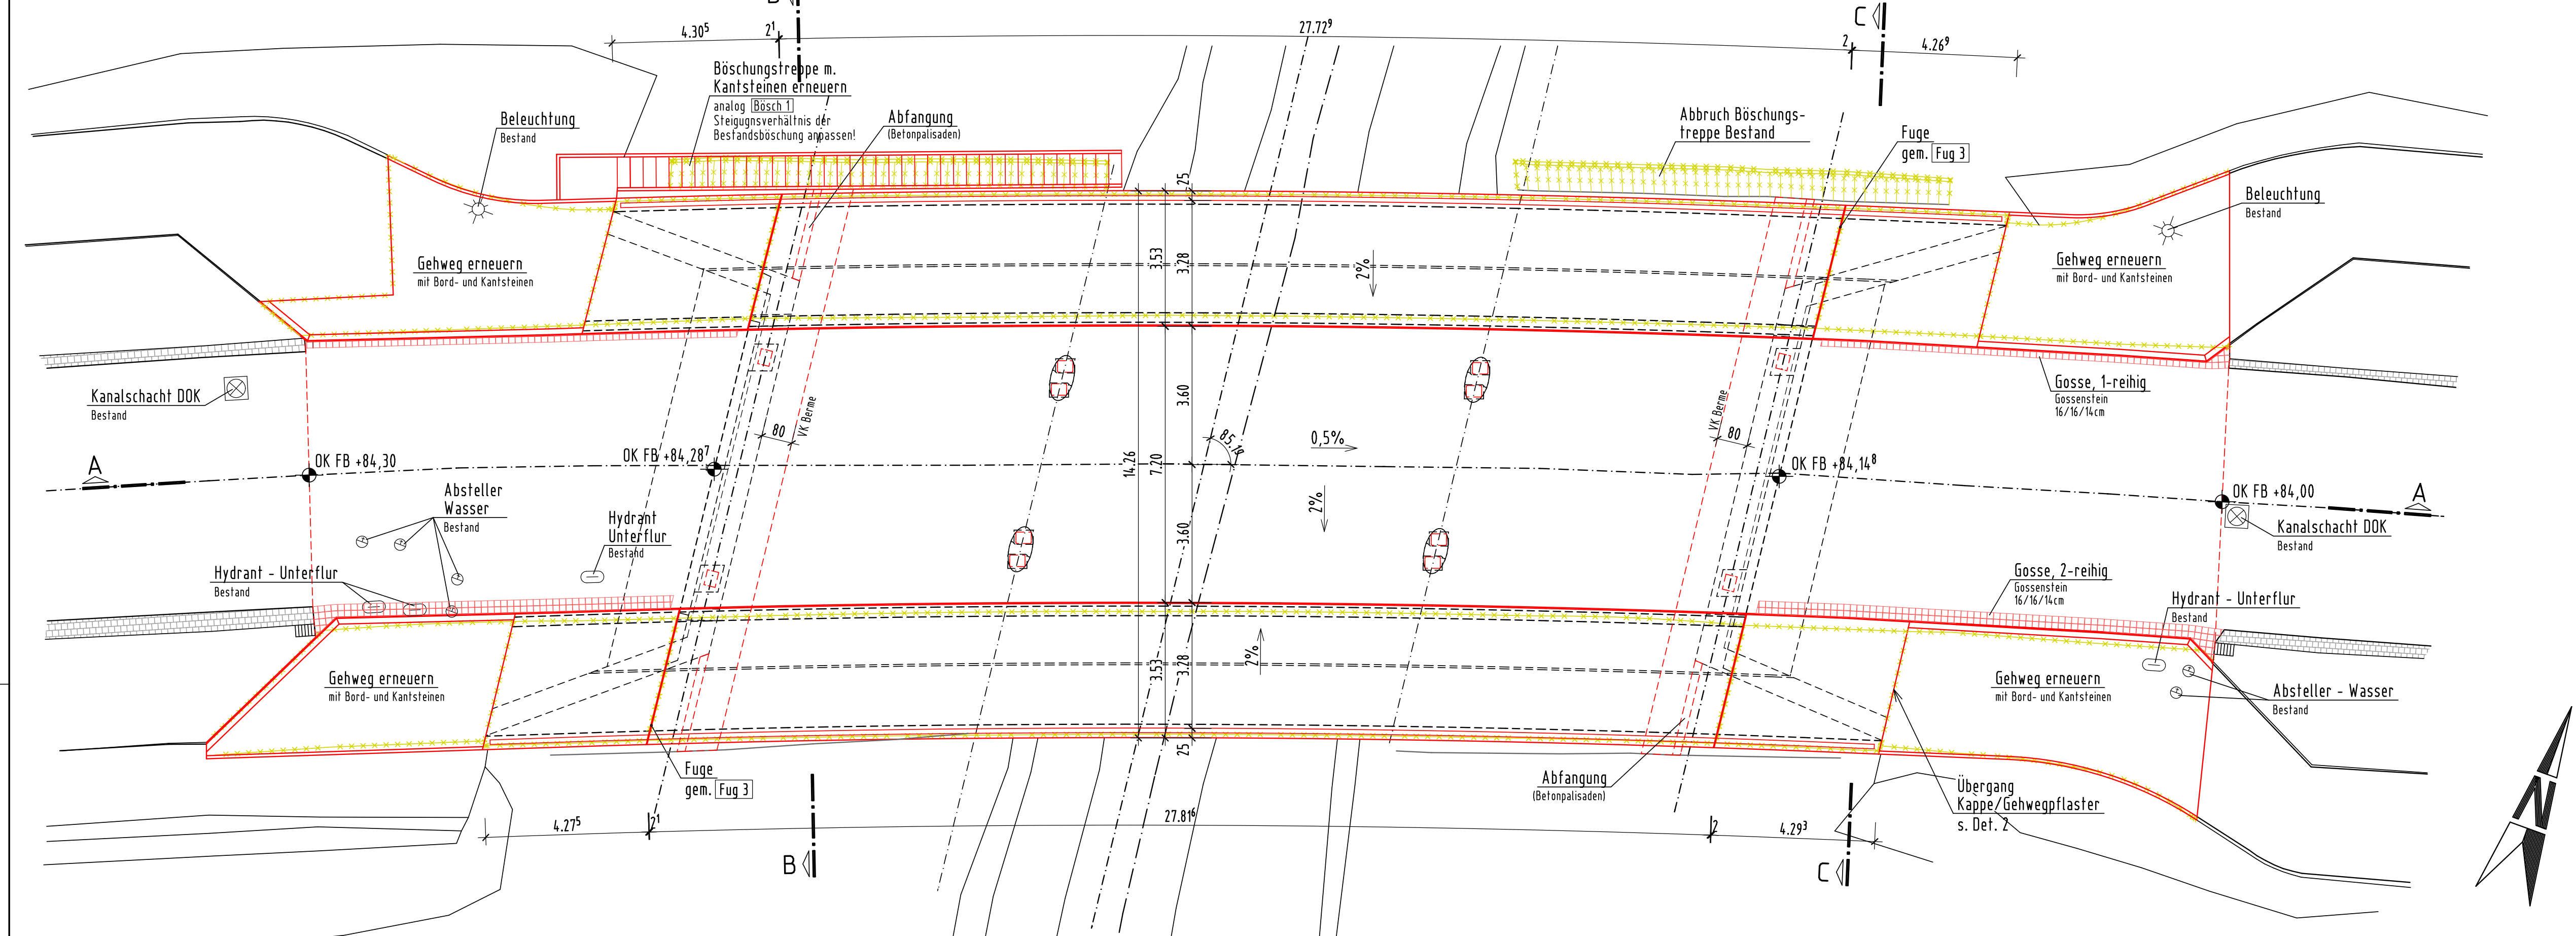 B
4.30⁵
2¹
27.72⁹
2
C
4.26⁹
Böschungstreppe m.
Kantsteinen erneuern
analog Bösch 1
Steigugnsverhältnis der
Bestandsböschung anpassen!
Beleuchtung
Bestand
Abfangung
(Betonpalisaden)
Abbruch Böschungs-
treppe Bestand
Fuge
gem. Fug 3
Beleuchtung
Bestand
25
3.53
3.28
2%
Gehweg erneuern
mit Bord- und Kantsteinen
Gehweg erneuern
mit Bord- und Kantsteinen
Kanalschacht DOK
Bestand
Gosse, 1-reihig
Gossenstein
16/16/14cm
80
VK Berme
3.60
VK Berme
80
0,5%
85.19
14.26
7.20
A
OK FB +84,30
OK FB +84,28⁷
OK FB +84,14⁸
OK FB +84,00
A
Absteller
Wasser
Bestand
Hydrant
Unterflur
Bestand
2%
3.60
Kanalschacht DOK
Bestand
Hydrant - Unterflur
Bestand
Gosse, 2-reihig
Gossenstein
16/16/14cm
Hydrant - Unterflur
Bestand
3.53
3.28
2%
Gehweg erneuern
mit Bord- und Kantsteinen
Gehweg erneuern
mit Bord- und Kantsteinen
Absteller - Wasser
Bestand
25
Fuge
gem. Fug 3
Abfangung
(Betonpalisaden)
Übergang
Kappe/Gehwegpflaster
s. Det. 2
4.27⁵
2¹
27.81⁶
2
4.29³
B
C
N